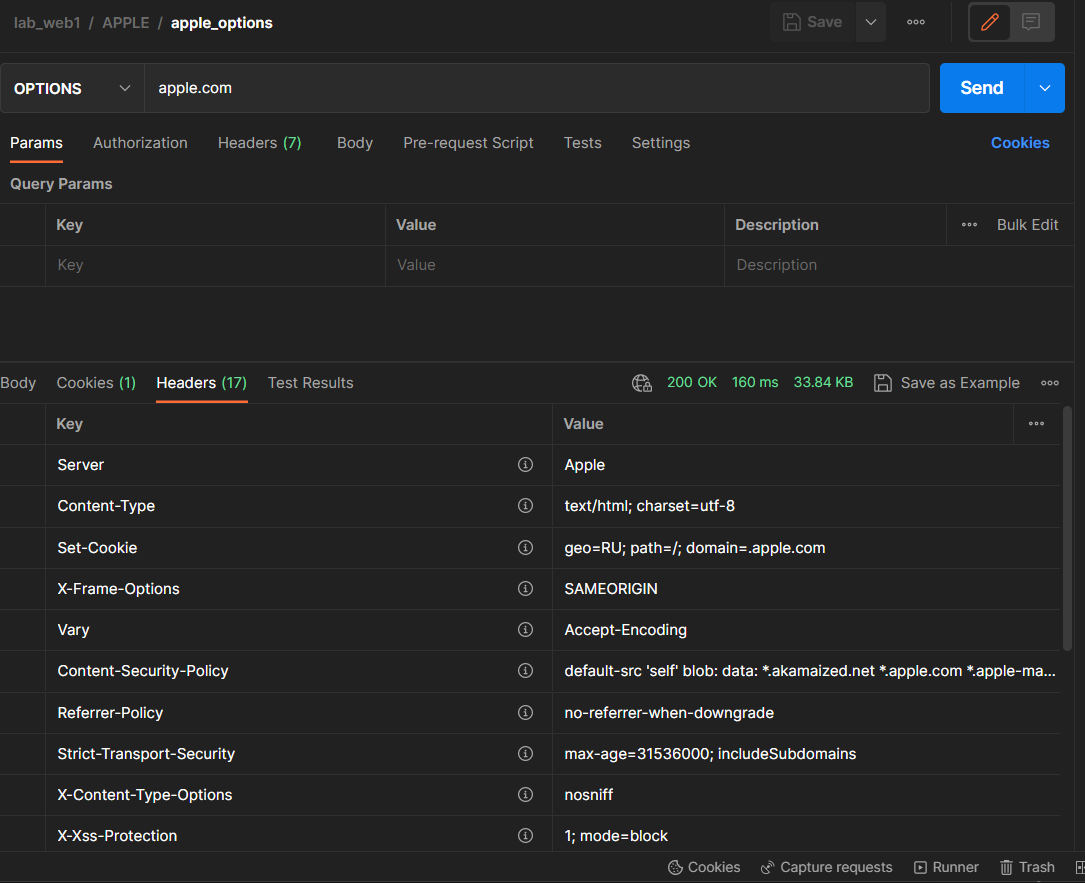 lab_web1 / APPLE / apple_options Save
OPTIONS apple.com Send
Params Authorization Headers (7) Body Pre-request Script Tests Settings Cookies
Query Params
Key Value Description Bulk Edit
Key Value Description
Body Cookies (1) Headers (17) Test Results 200 OK 160 ms 33.84 KB Save as Example
Key Value
Server Apple
Content-Type text/html; charset=utf-8
Set-Cookie geo=RU; path=/; domain=.apple.com
X-Frame-Options SAMEORIGIN
Vary Accept-Encoding
Content-Security-Policy default-src 'self' blob: data: *.akamaized.net *.apple.com *.apple-ma...
Referrer-Policy no-referrer-when-downgrade
Strict-Transport-Security max-age=31536000; includeSubdomains
X-Content-Type-Options nosniff
X-Xss-Protection 1; mode=block
Cookies Capture requests Runner Trash